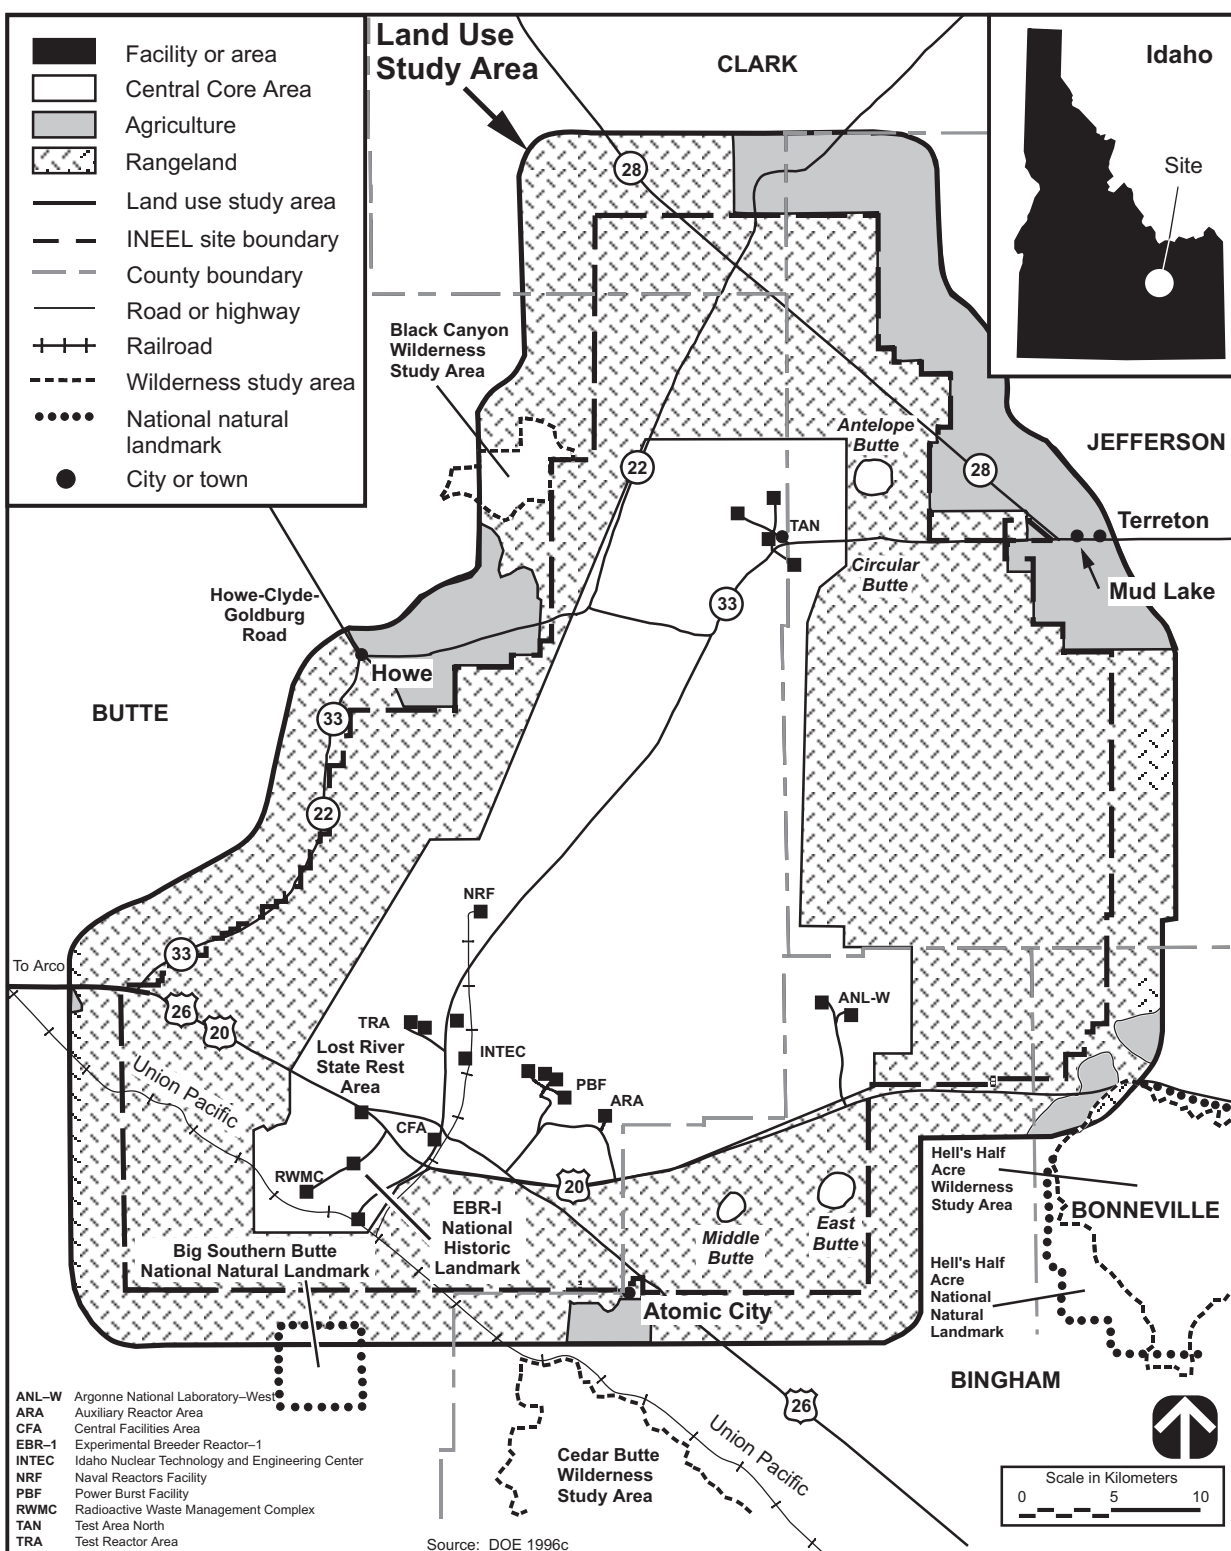 Facility or area
Central Core Area
Agriculture
Rangeland
Land use study area
INEEL site boundary
County boundary
Road or highway
Railroad
Wilderness study area
National natural
landmark
City or town
Land Use
Study Area
CLARK
Idaho
Site
28
Black Canyon
Wilderness
Study Area
22
Antelope
Butte
28
JEFFERSON
Terreton
TAN
Circular
Butte
Mud Lake
33
Howe-Clyde-
Goldburg
Road
Howe
BUTTE
33
22
33
To Arco
26
20
NRF
TRA
Lost River
State Rest
Area
INTEC
PBF
ARA
ANL-W
Union Pacific
CFA
RWMC
20
EBR-I
National
Historic
Landmark
Middle
Butte
East
Butte
Hell's Half
Acre
Wilderness
Study Area
BONNEVILLE
Hell's Half
Acre
National
Natural
Landmark
Big Southern Butte
National Natural Landmark
Atomic City
BINGHAM
26
Union Pacific
Cedar Butte
Wilderness
Study Area
ANL–W Argonne National Laboratory–West
ARA Auxiliary Reactor Area
CFA Central Facilities Area
EBR–1 Experimental Breeder Reactor–1
INTEC Idaho Nuclear Technology and Engineering Center
NRF Naval Reactors Facility
PBF Power Burst Facility
RWMC Radioactive Waste Management Complex
TAN Test Area North
TRA Test Reactor Area
Source: DOE 1996c
Scale in Kilometers
0 5 10